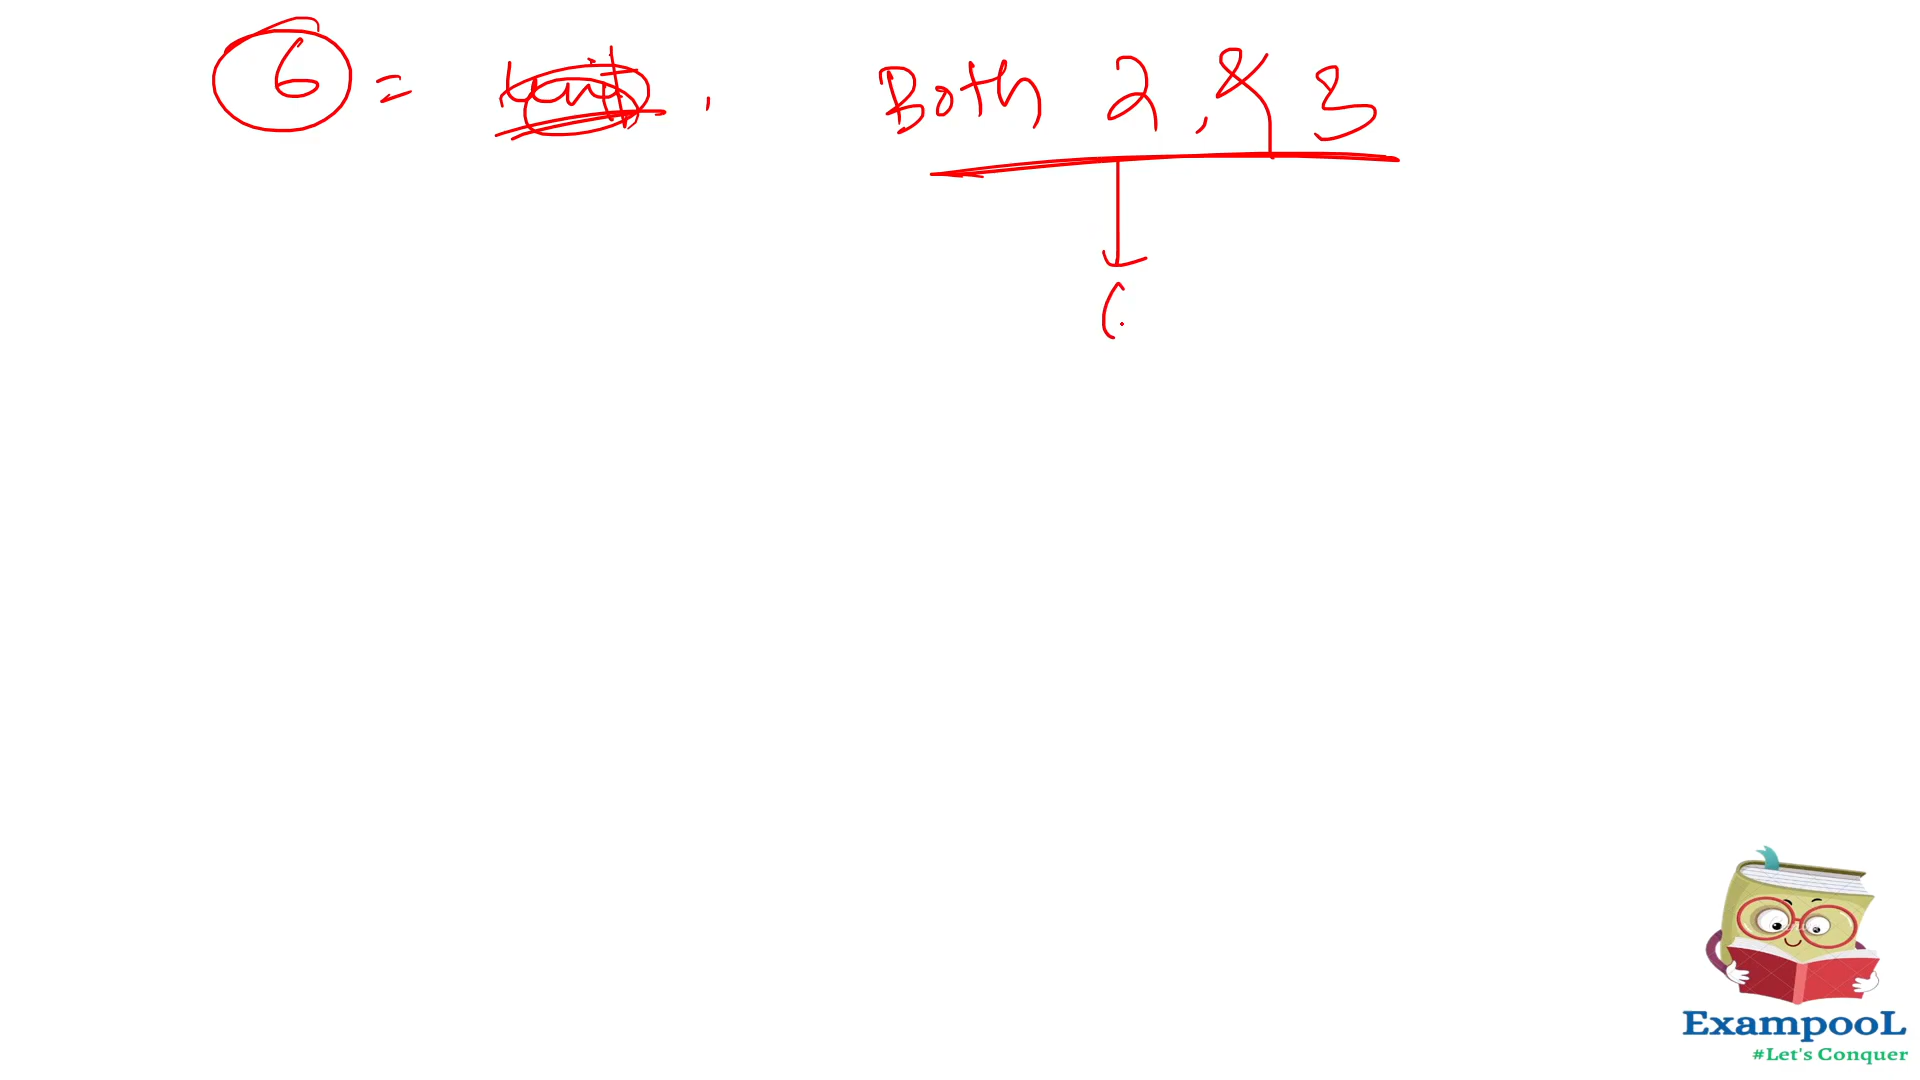 6 = , Both 2, & 3
(.
ExampooL
#Let's Conquer